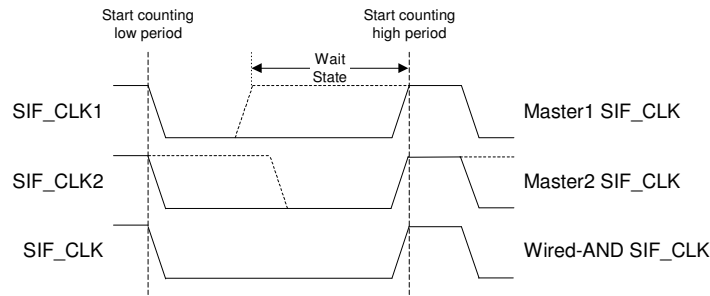 Start counting
low period
Start counting
high period
Wait
State
SIF_CLK1
Master1 SIF_CLK
SIF_CLK2
Master2 SIF_CLK
SIF_CLK
Wired-AND SIF_CLK